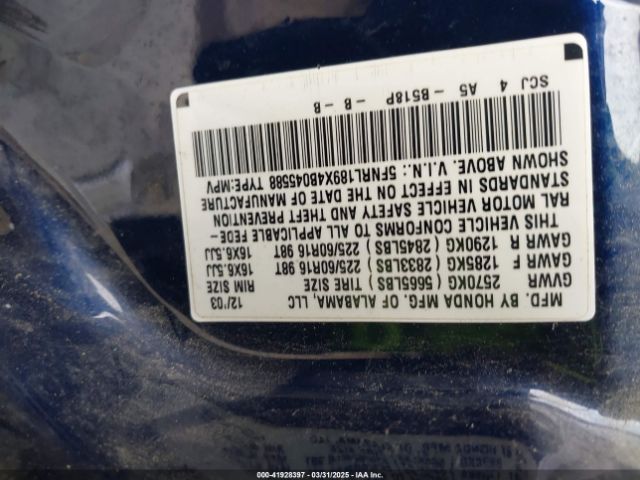 MFD. BY HONDA MFG. OF ALABAMA, LLC 12/03
GVWR 2570KG ( 5665LBS ) TIRE SIZE RIM SIZE
GAWR F 1285KG ( 2833LBS 225/60R16 98T 16X6.5JJ
GAWR R 1290KG ( 2845LBS 225/60R16 98T 16X6.5JJ
THIS VEHICLE CONFORMS TO ALL APPLICABLE FEDE-
RAL MOTOR VEHICLE SAFETY AND THEFT PREVENTION
STANDARDS IN EFFECT ON THE DATE OF MANUFACTURE
SHOWN ABOVE. V.I.N.: 5FNRL189X4B045588 TYPE:MPV
SCJ 4 A5 -B518P -B -B
000-41928397 - 03/31/2025 - IAAI.COM